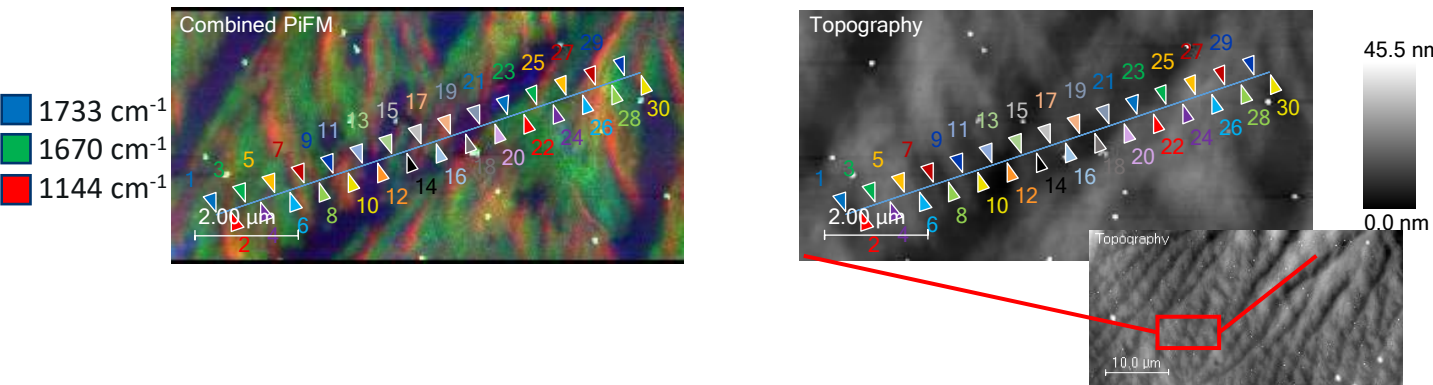 Combined PiFM
1733 cm-1
1670 cm-1
1144 cm-1
1 2 3 4 5 6 7 8 9 10 11 12 13 14 15 16 17 18 19 20 21 22 23 24 25 26 27 28 29 30
2.00 µm
Topography
1 2 3 4 5 6 7 8 9 10 11 12 13 14 15 16 17 18 19 20 21 22 23 24 25 26 27 28 29 30
2.00 µm
45.5 nm
0.0 nm
Topography
10.0 µm